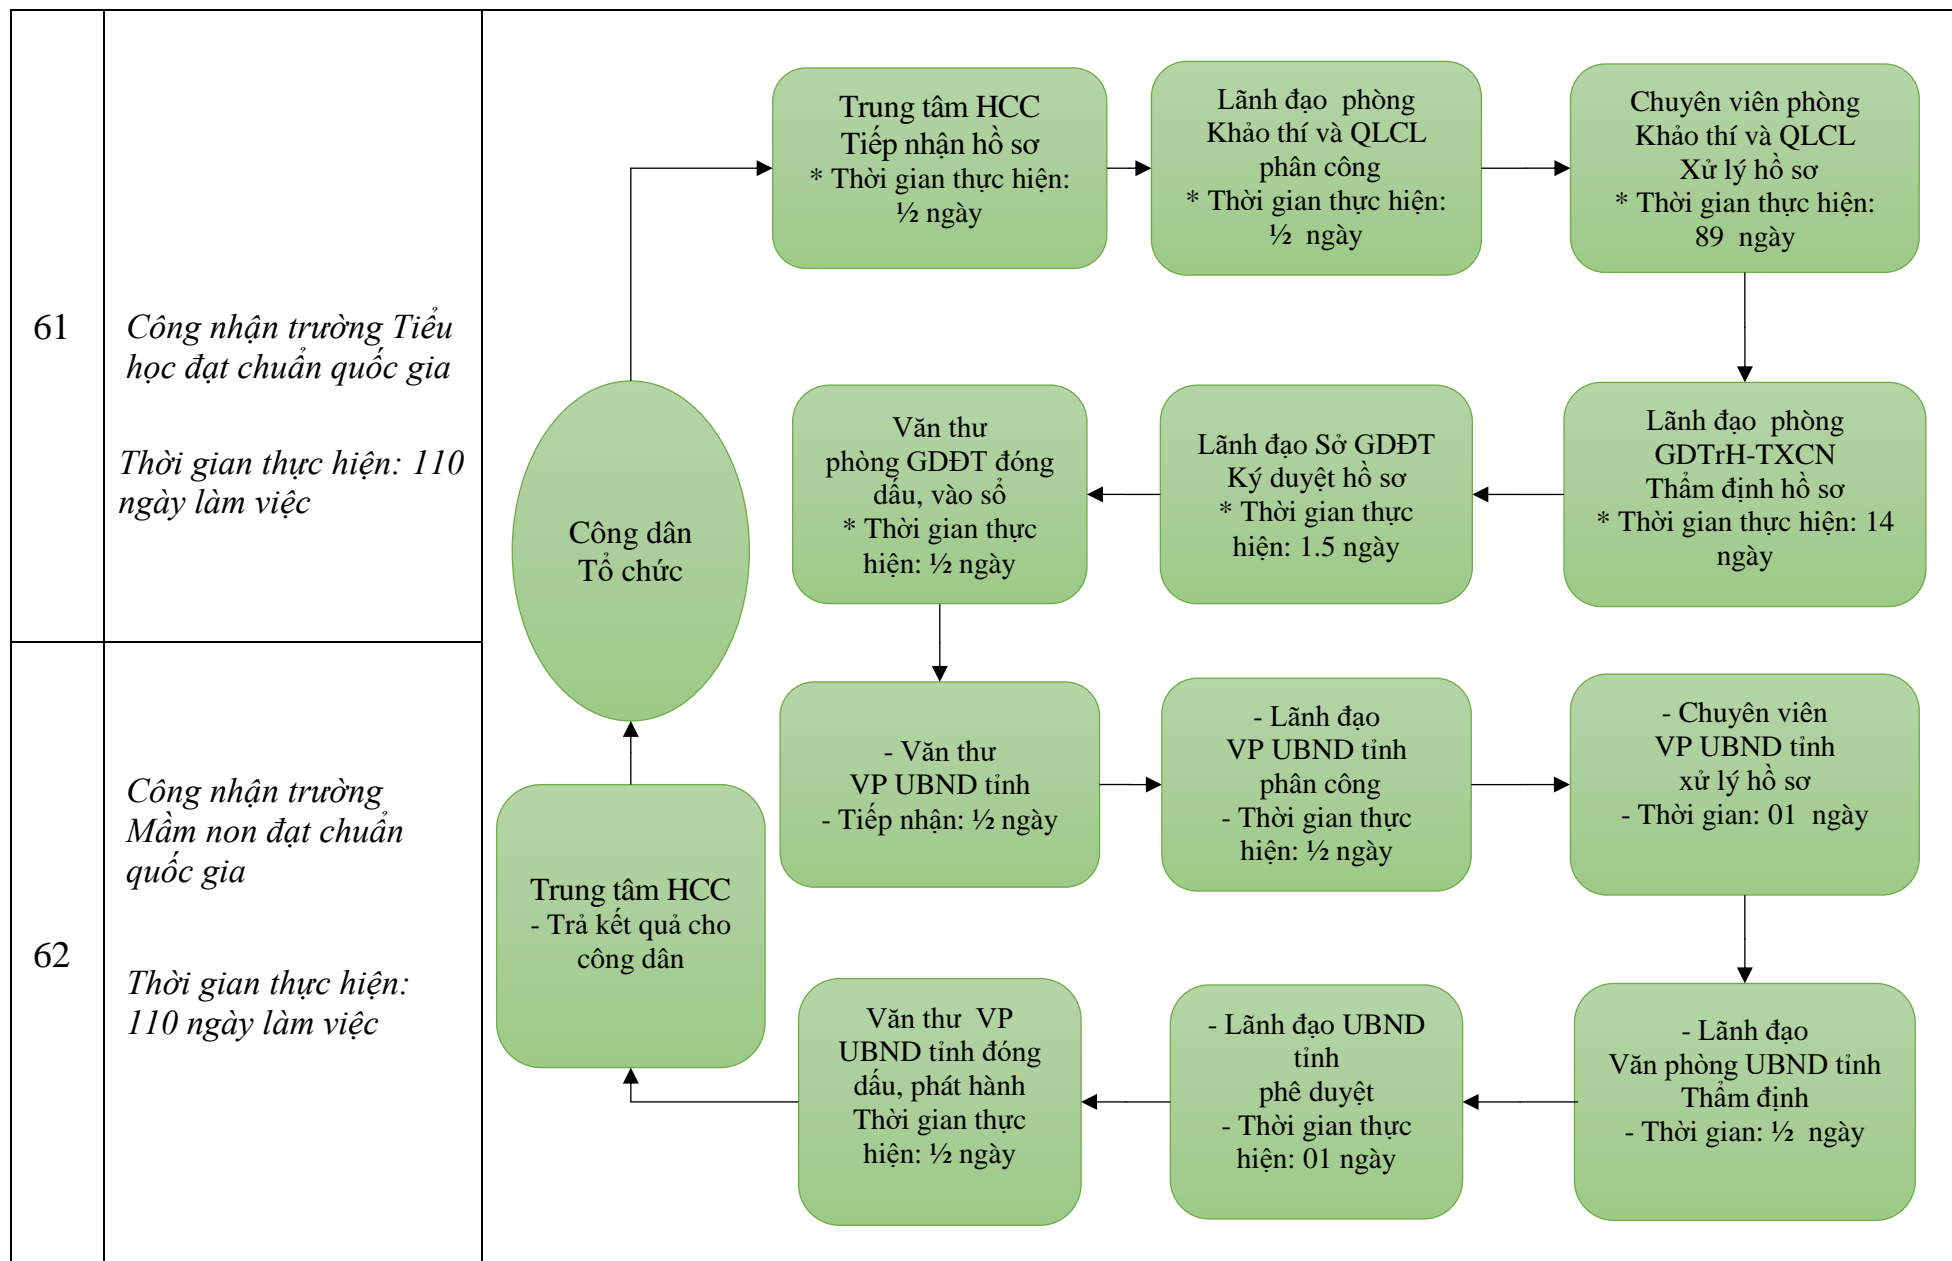 61
Công nhận trường Tiểu
học đạt chuẩn quốc gia
Thời gian thực hiện: 110
ngày làm việc
62
Công nhận trường
Mầm non đạt chuẩn
quốc gia
Thời gian thực hiện:
110 ngày làm việc
Công dân
Tổ chức
Trung tâm HCC
Tiếp nhận hồ sơ
* Thời gian thực hiện:
½ ngày
Lãnh đạo phòng
Khảo thí và QLCL
phân công
* Thời gian thực hiện:
½ ngày
Chuyên viên phòng
Khảo thí và QLCL
Xử lý hồ sơ
* Thời gian thực hiện:
89 ngày
Lãnh đạo phòng
GDTrH-TXCN
Thẩm định hồ sơ
* Thời gian thực hiện: 14
ngày
Lãnh đạo Sở GDĐT
Ký duyệt hồ sơ
* Thời gian thực
hiện: 1.5 ngày
Văn thư
phòng GDĐT đóng
dấu, vào sổ
* Thời gian thực
hiện: ½ ngày
- Văn thư
VP UBND tỉnh
- Tiếp nhận: ½ ngày
- Lãnh đạo
VP UBND tỉnh
phân công
- Thời gian thực
hiện: ½ ngày
- Chuyên viên
VP UBND tỉnh
xử lý hồ sơ
- Thời gian: 01 ngày
- Lãnh đạo
Văn phòng UBND tỉnh
Thẩm định
- Thời gian: ½ ngày
- Lãnh đạo UBND
tỉnh
phê duyệt
- Thời gian thực
hiện: 01 ngày
Văn thư VP
UBND tỉnh đóng
dấu, phát hành
Thời gian thực
hiện: ½ ngày
Trung tâm HCC
- Trả kết quả cho
công dân